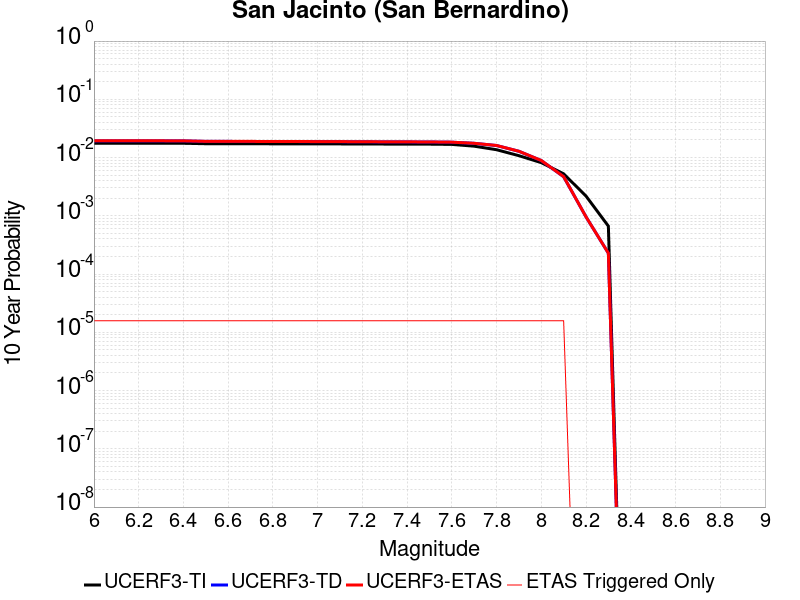 San Jacinto (San Bernardino)
10 0
10 -1
10 -2
10 -3
10 -4
10 -5
10 -6
10 -7
10 -8
10 Year Probability
6 6.2 6.4 6.6 6.8 7 7.2 7.4 7.6 7.8 8 8.2 8.4 8.6 8.8 9
Magnitude
UCERF3-TI UCERF3-TD UCERF3-ETAS ETAS Triggered Only